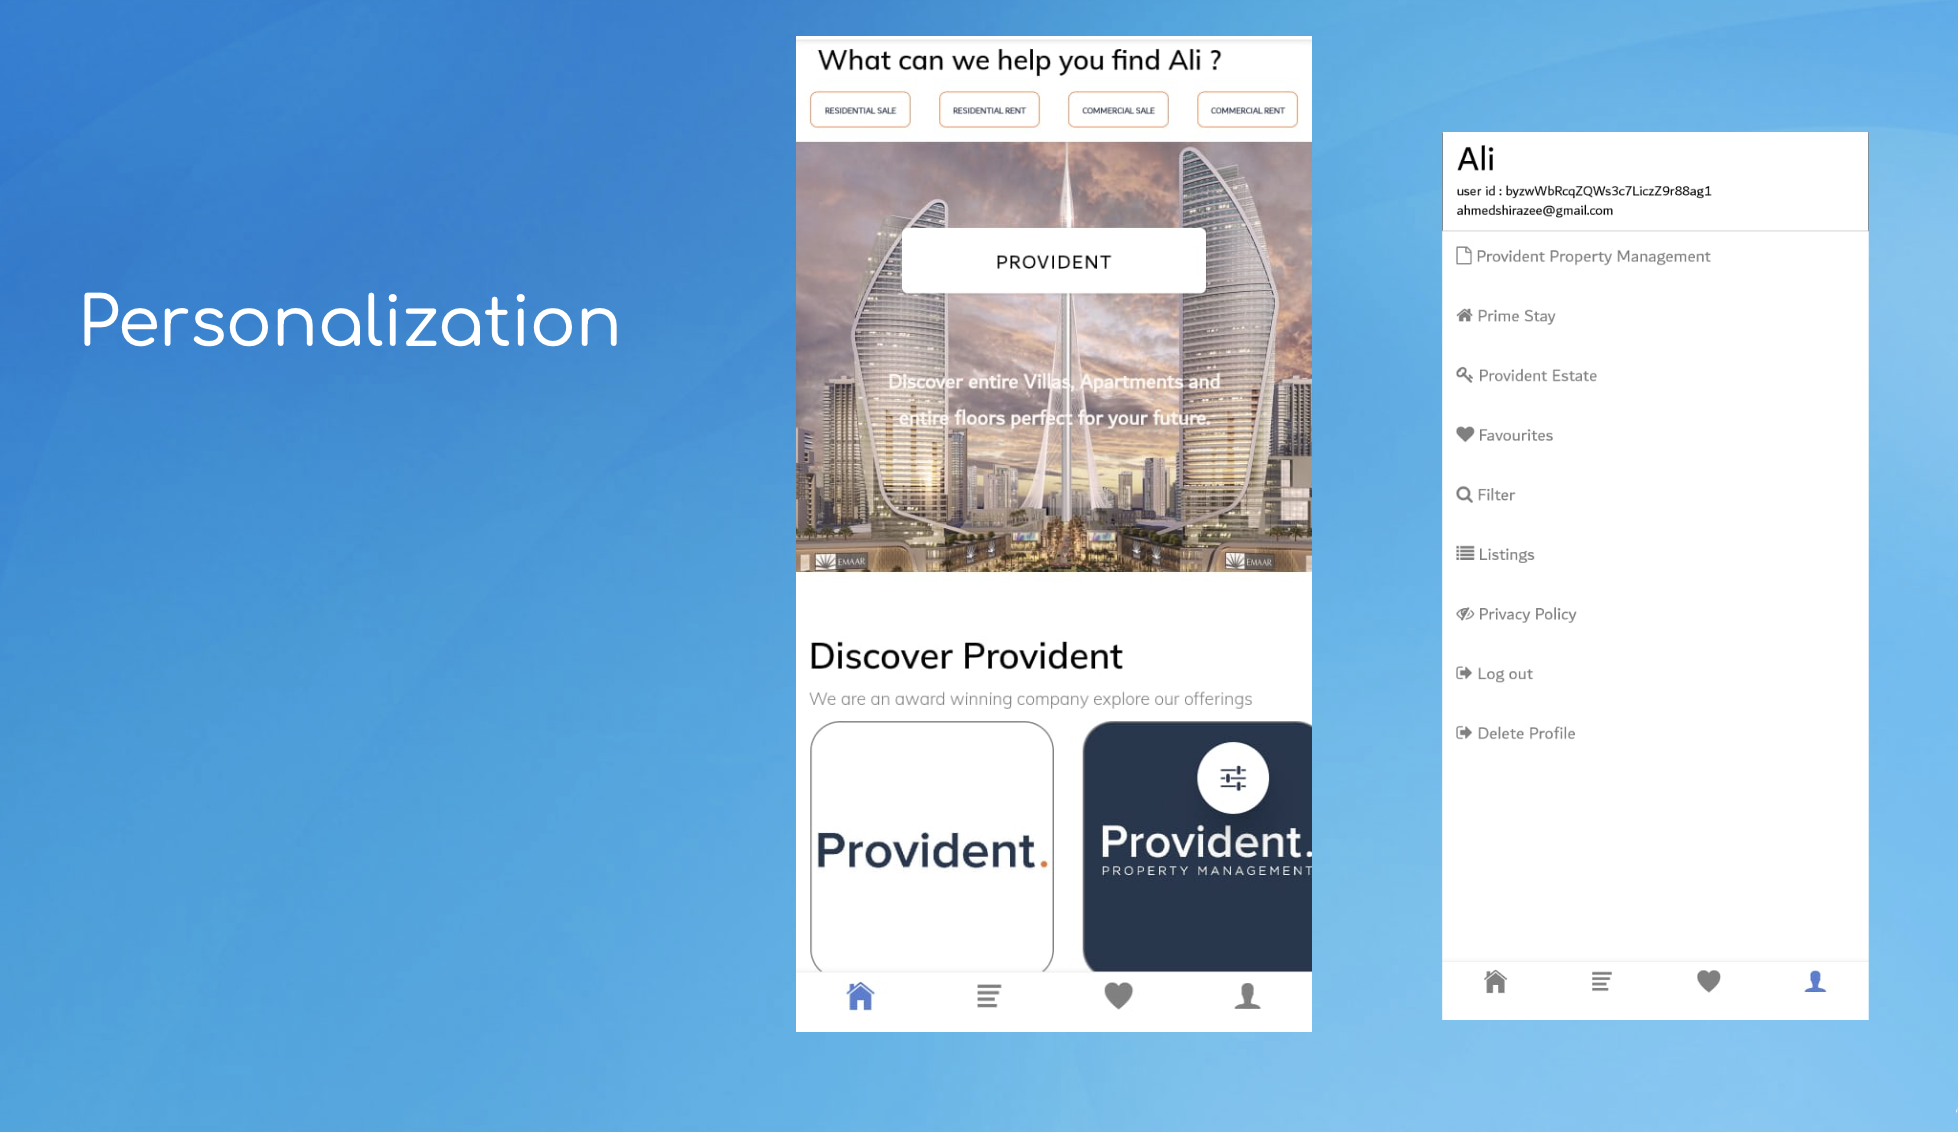 Personalization
What can we help you find Ali ?
RESIDENTIAL SALE
RESIDENTIAL RENT
COMMERCIAL SALE
COMMERCIAL RENT
PROVIDENT
Discover entire Villas, Apartments and
entire floors perfect for your future.
EMAAR
EMAAR
Discover Provident
We are an award winning company explore our offerings
Provident.
Provident.
PROPERTY MANAGEMENT
Ali
user id : byzwWbRcqZQWs3c7LiczZ9r88ag1
ahmedshirazee@gmail.com
Provident Property Management
Prime Stay
Provident Estate
Favourites
Filter
Listings
Privacy Policy
Log out
Delete Profile